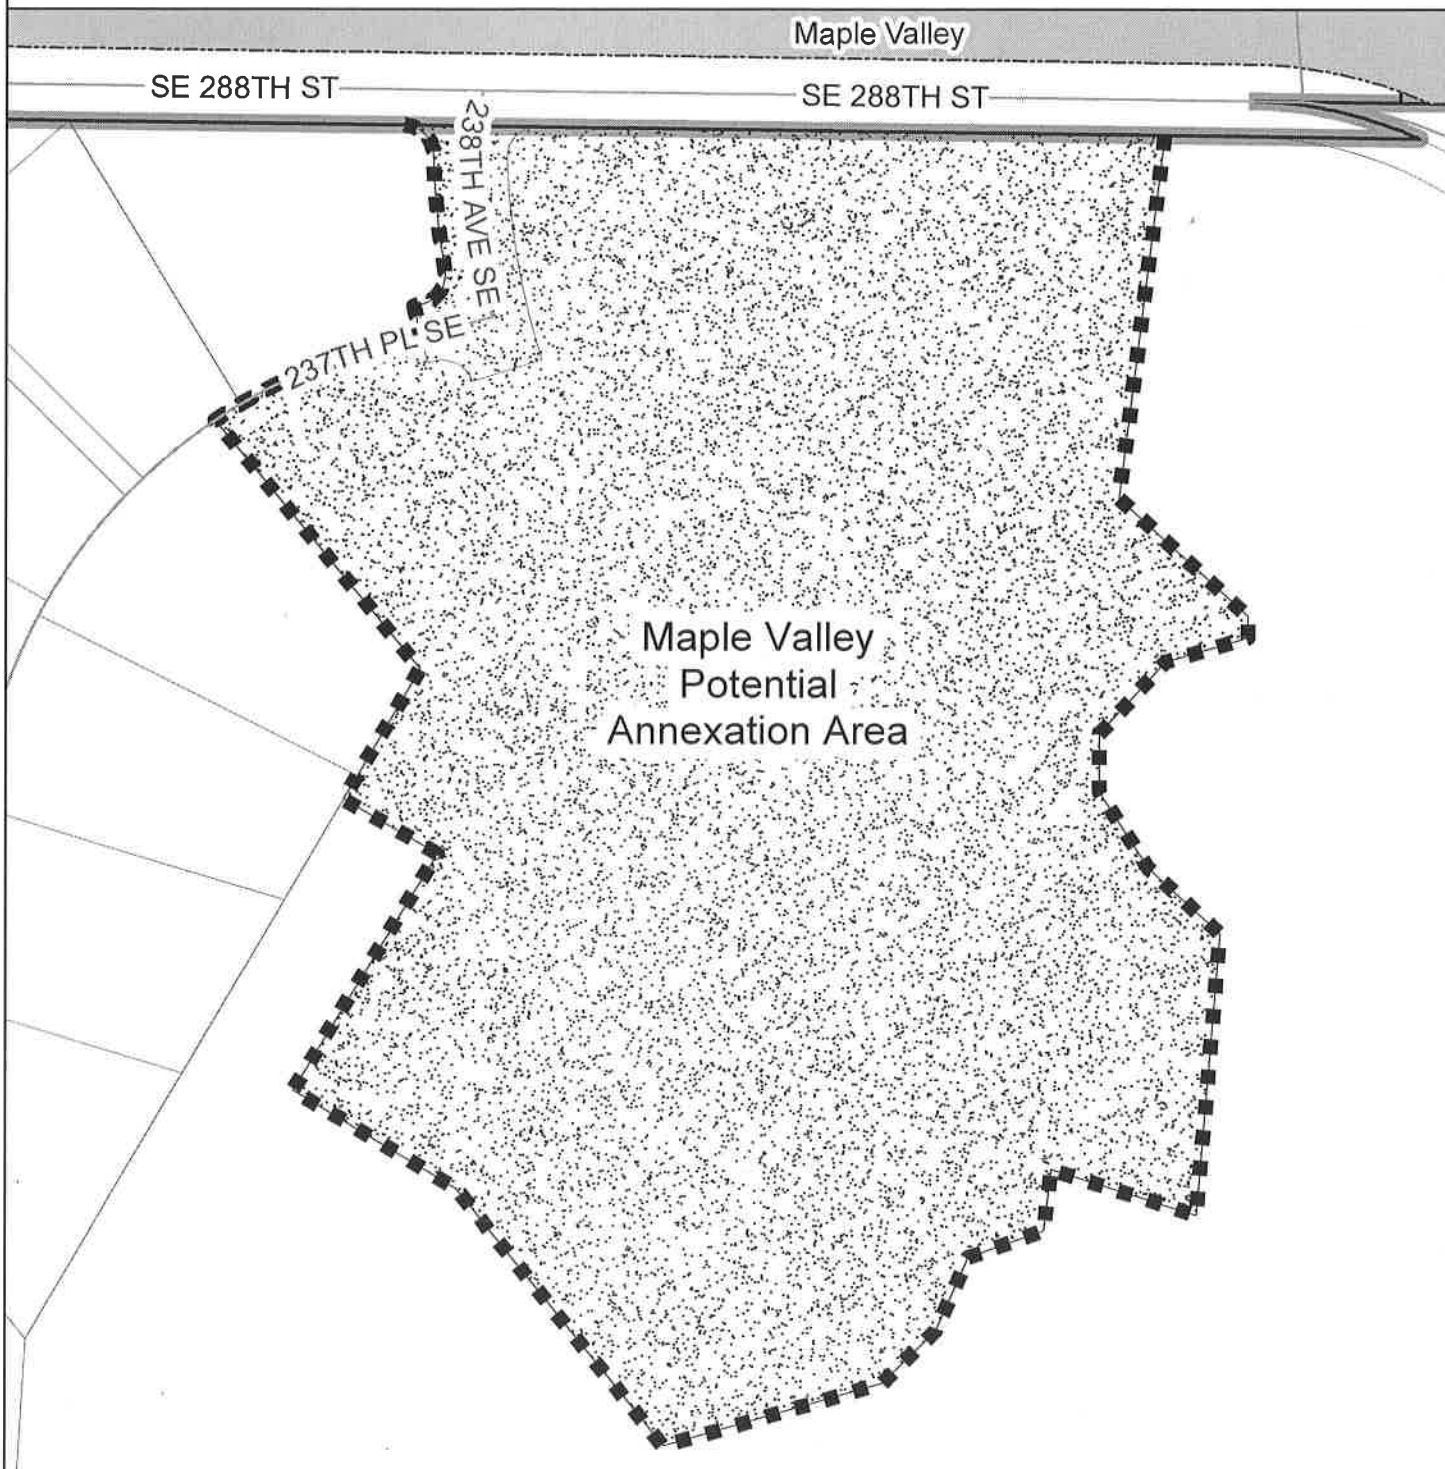 Maple Valley
SE 288TH ST
SE 288TH ST
238TH AVE SE
237TH PL SE
Maple Valley
Potential
Annexation Area